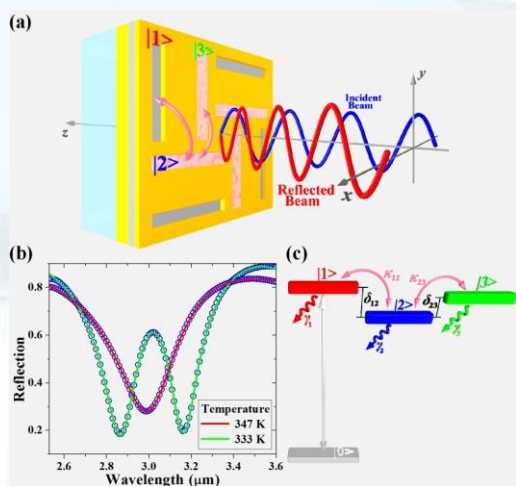 (a)
|1>
|3>
|2>
z
Incident
Beam
y
Reflected
Beam
x
(b)
0.8
0.6
0.4
0.2
Reflection
Temperature
347 K
333 K
2.6 2.8 3.0 3.2 3.4 3.6
Wavelength (μm)
(c)
|1> K12 K23 |3>
δ12 |2> δ23
γ1 γ2 γ3
|0>